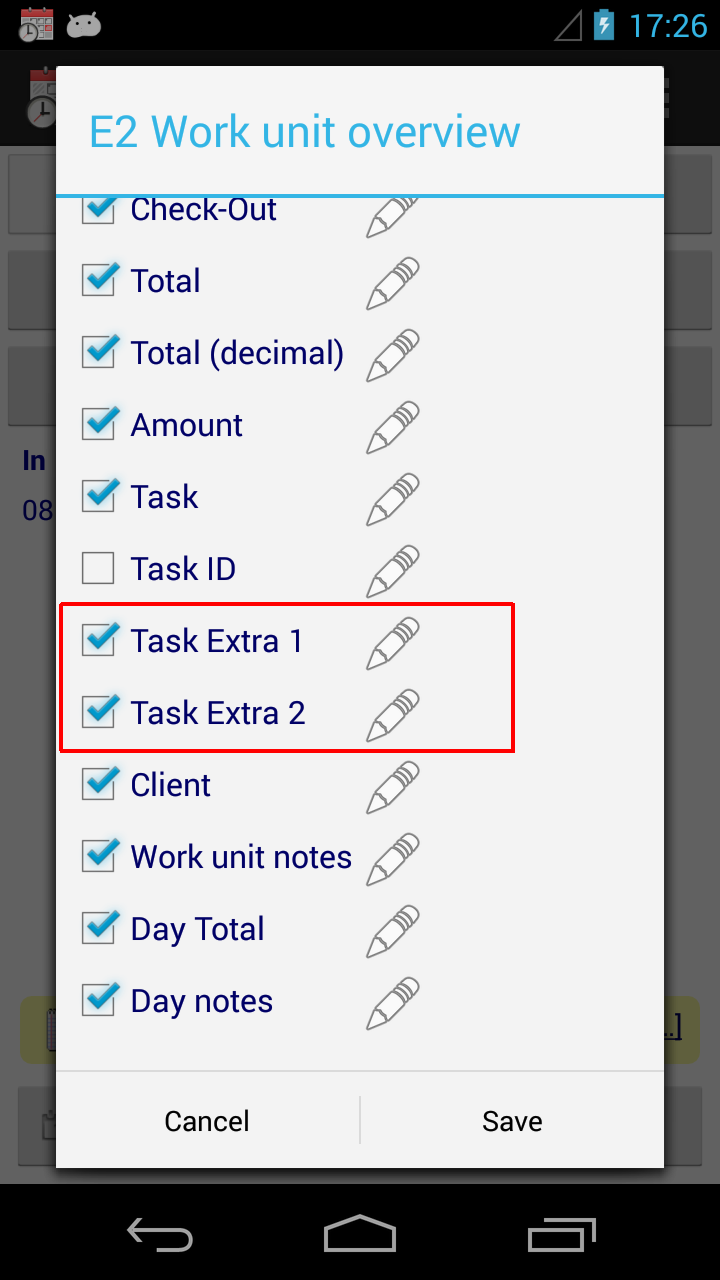 17:26
E2 Work unit overview
Check-Out
Total
Total (decimal)
Amount
In
Task
08
Task ID
Task Extra 1
Task Extra 2
Client
Work unit notes
Day Total
Day notes
..]
Cancel
Save